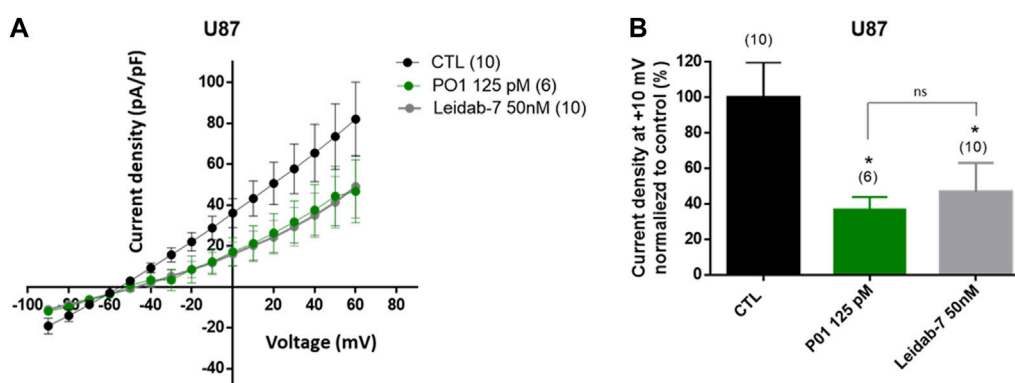 A
U87
CTL (10)
PO1 125 pM (6)
Leidab-7 50nM (10)
Current density (pA/pF)
100
80
60
40
20
-20
-40
-100 -80 -60 -40 -20 20 40 60 80
Voltage (mV)
B
U87
Current density at +10 mV
normaliezd to control (%)
120
100
80
60
40
20
0
(10)
ns
*
(6)
*
(10)
CTL
P01 125 pM
Leidab-7 50nM